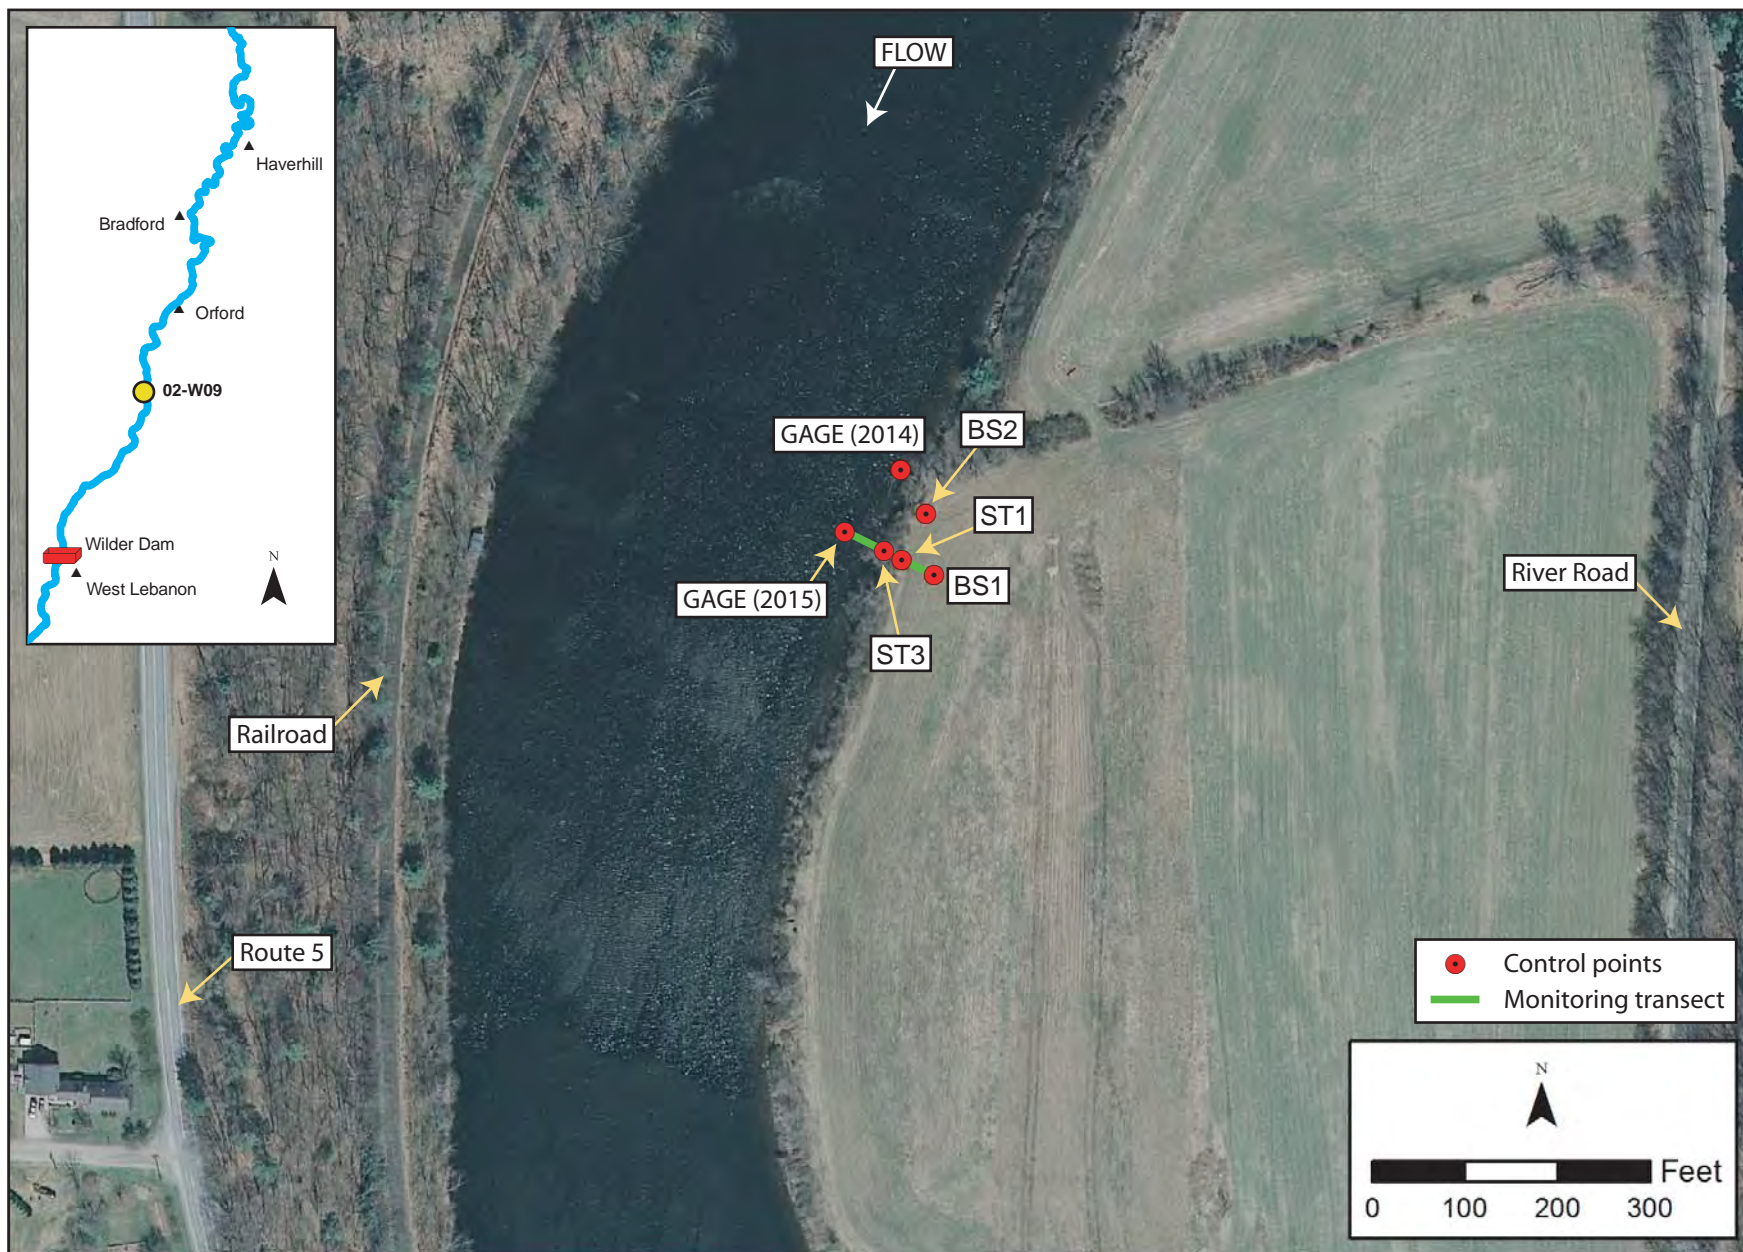 FLOW
Haverhill
Bradford
Orford
02-W09
Wilder Dam
West Lebanon
N
GAGE (2014)
BS2
ST1
BS1
GAGE (2015)
ST3
River Road
Railroad
Route 5
Control points
Monitoring transect
N
Feet
0 100 200 300